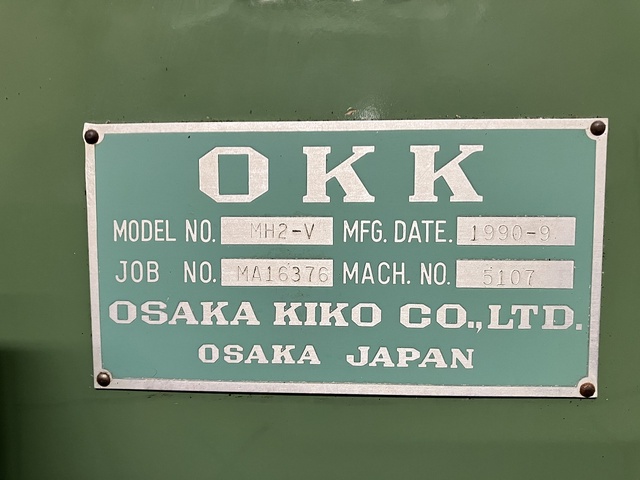 OKK
MODEL NO. MH2-V MFG. DATE. 1990-9
JOB NO. MA16376 MACH. NO. 5107
OSAKA KIKO CO.,LTD.
OSAKA JAPAN